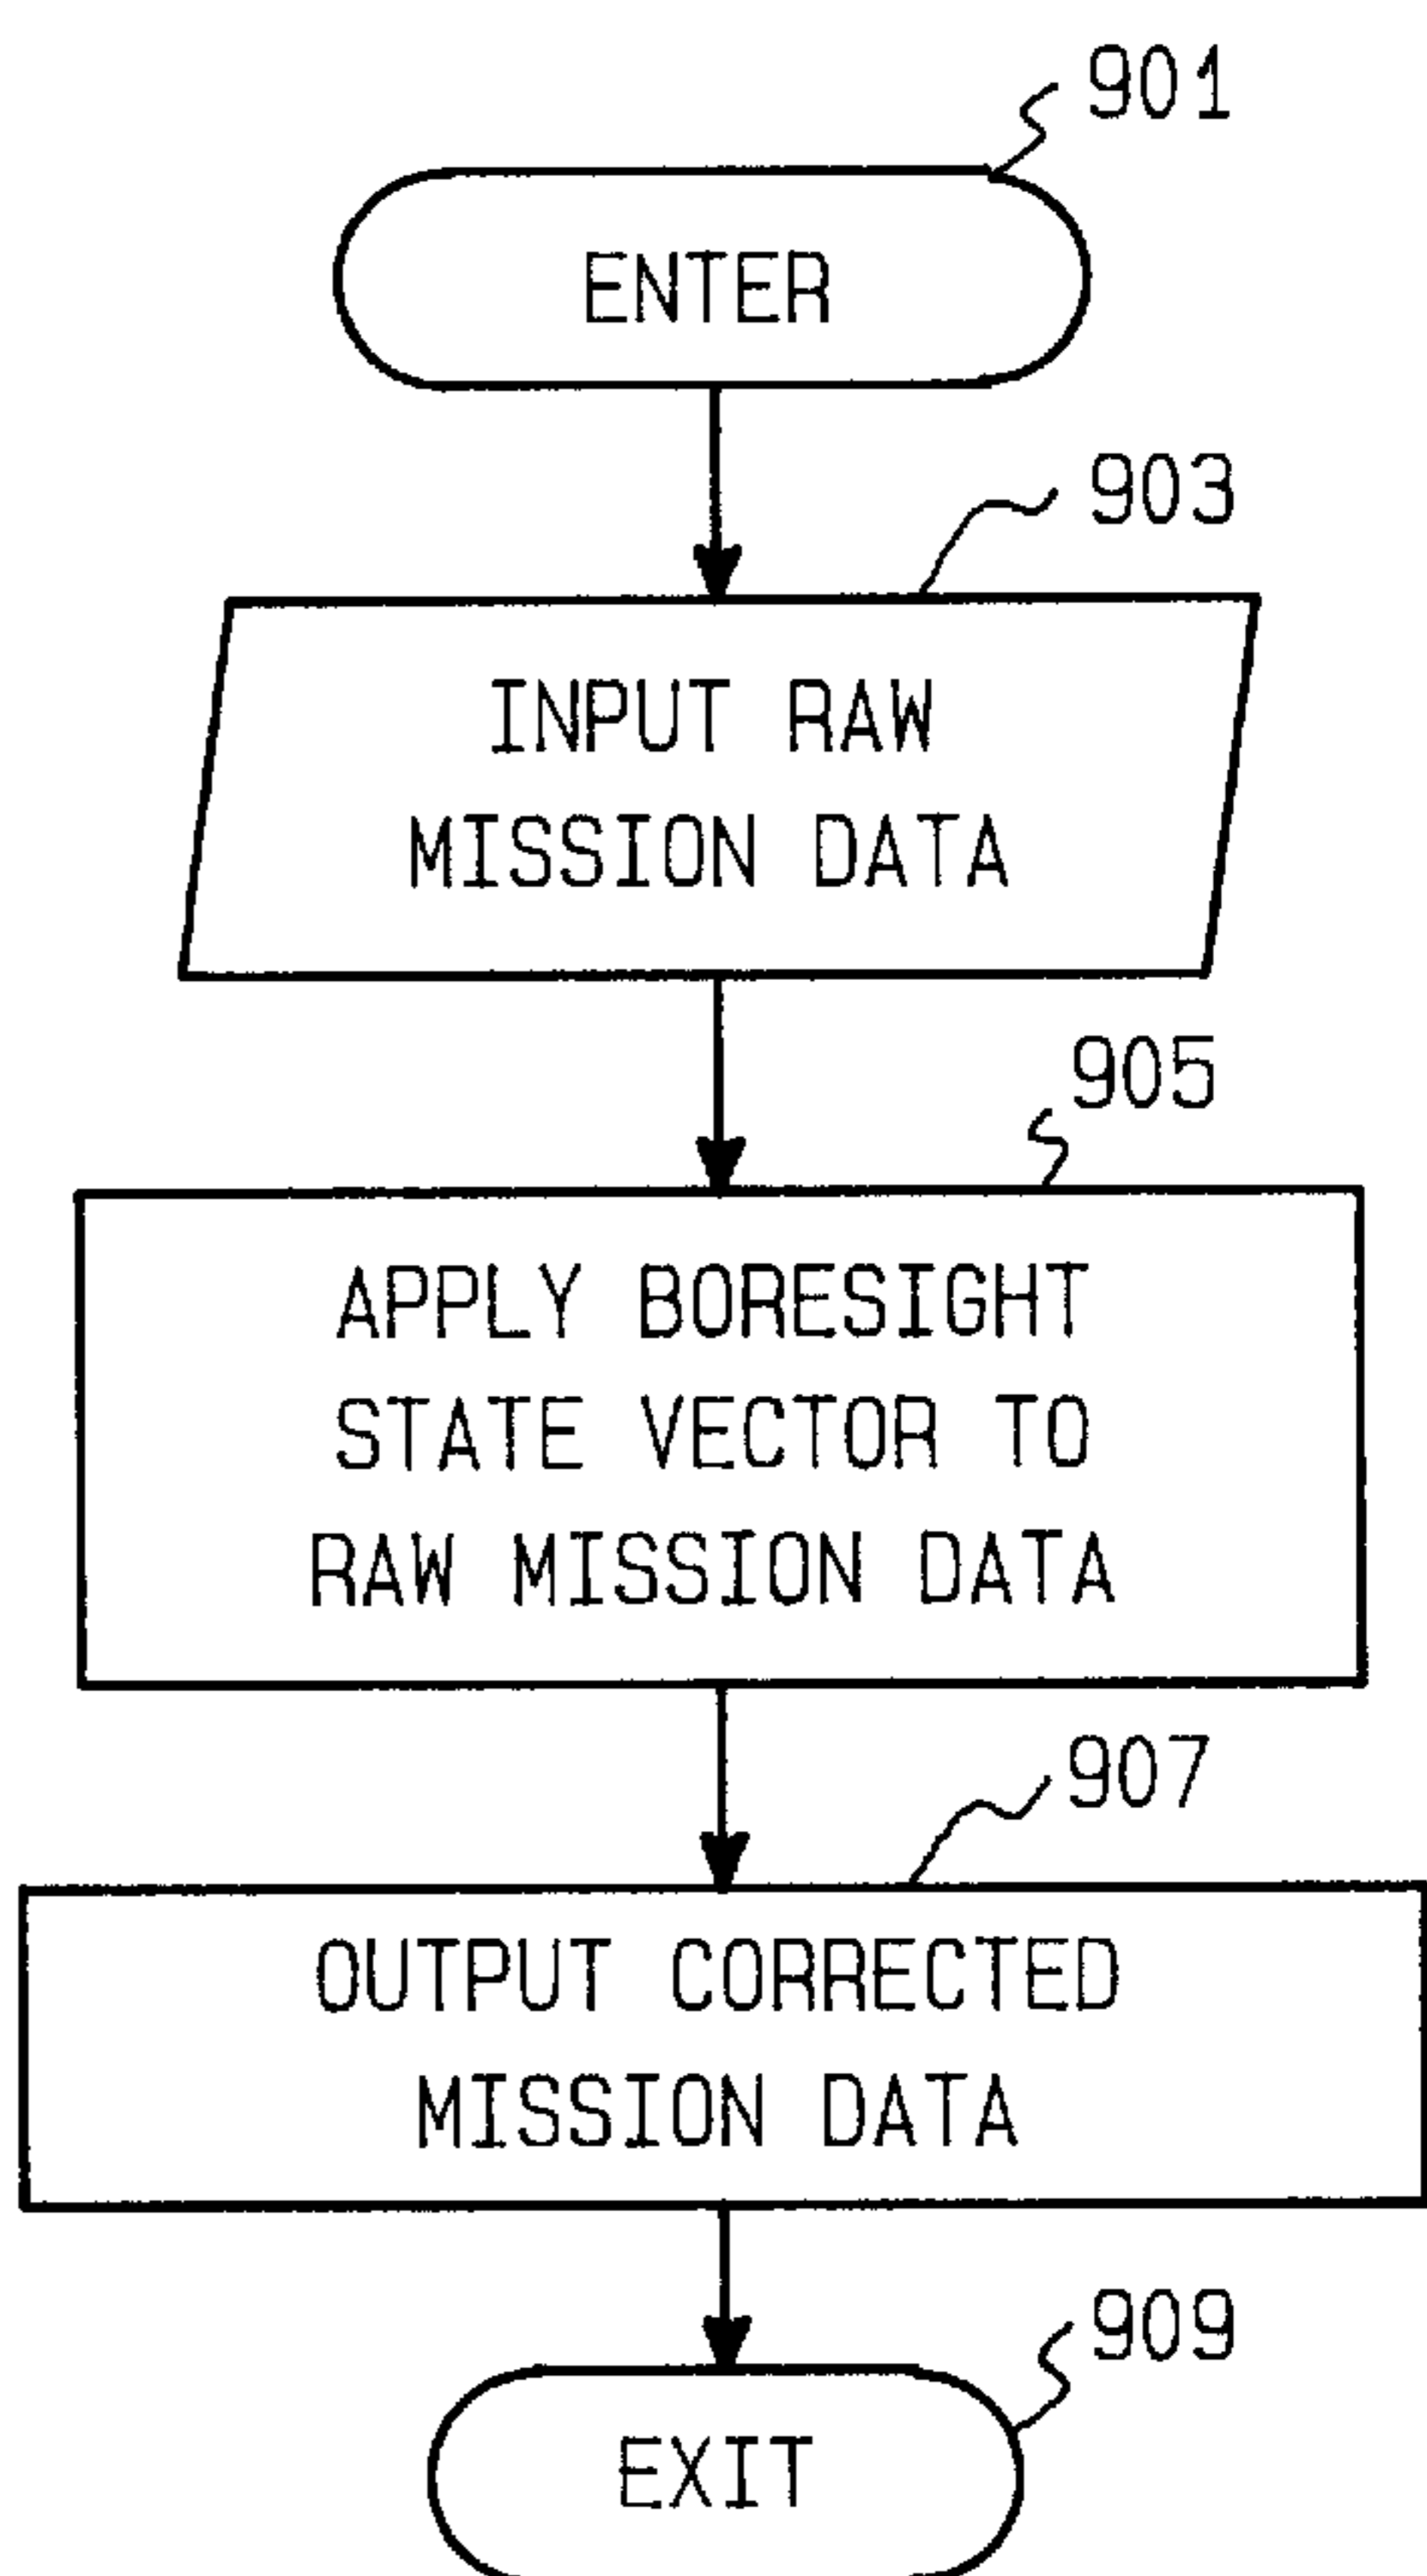 901
ENTER
903
INPUT RAW
MISSION DATA
905
APPLY BORESIGHT
STATE VECTOR TO
RAW MISSION DATA
907
OUTPUT CORRECTED
MISSION DATA
909
EXIT